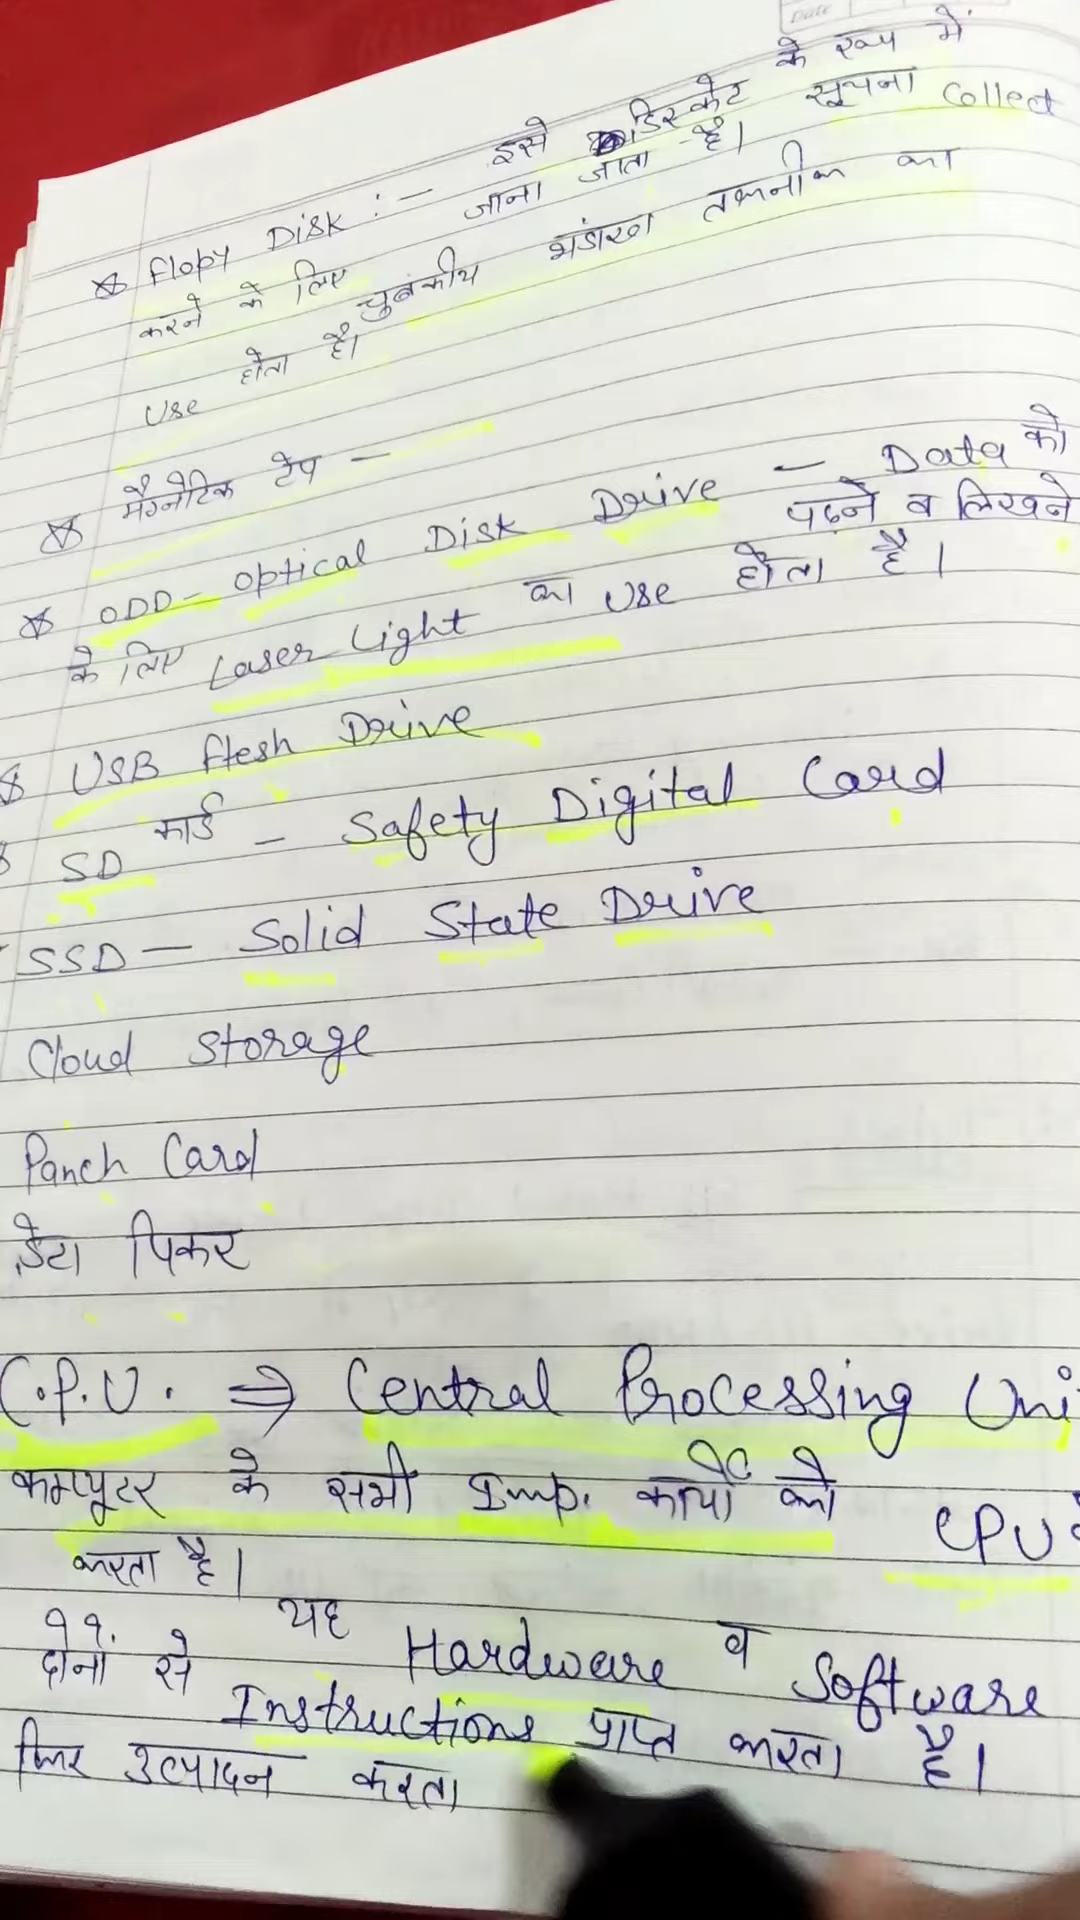 Date
flopy Disk :- इसे डिस्केट के रूप में
जाना जाता है। सूचना Collect
करने के लिए चुबंकीय भंडारण तकनीक का
Use होता है।
मैग्नेटिक टेप -
ODD- Optical Disk Drive - Data को
पढ़ने व लिखने
के लिए Laser Light का use होता है।
USB flesh Drive
SD कार्ड - Safety Digital Card
SSD - Solid State Drive
Cloud Storage
Panch Card
डेटा पिकर
C.P.U. ⇒ Central Processing Uni
कम्प्यूटर के सभी Imp. कार्यो को CPU
करता है।
यह Hardware व Software
दोनों से Instructions प्राप्त करता है।
फिर उत्पादन करता